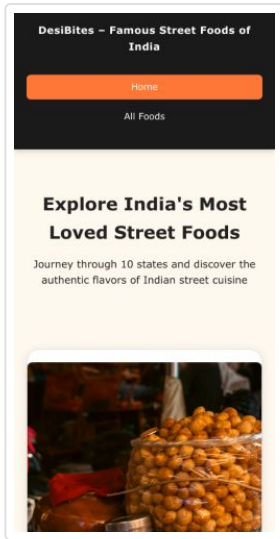 DesiBites – Famous Street Foods of
India
Home
All Foods
Explore India's Most
Loved Street Foods
Journey through 10 states and discover the
authentic flavors of Indian street cuisine